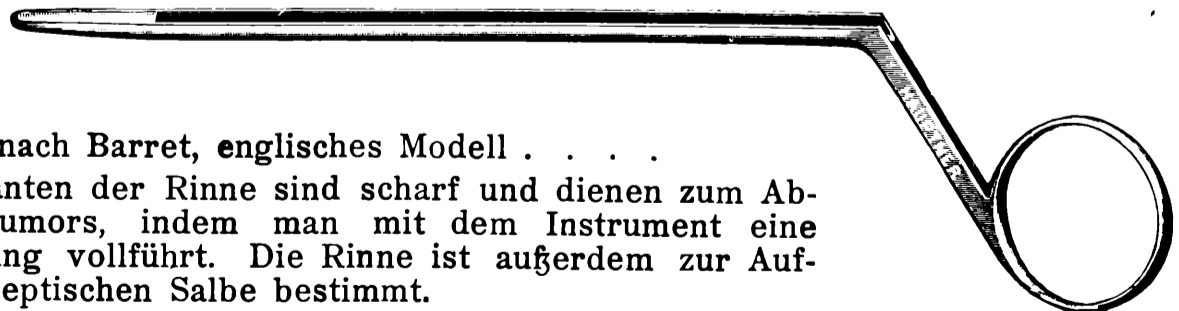 nach Barret, englisches Modell . . . .
anten der Rinne sind scharf und dienen zum Ab-
umors, indem man mit dem Instrument eine
ng vollführt. Die Rinne ist außerdem zur Auf-
eptischen Salbe bestimmt.